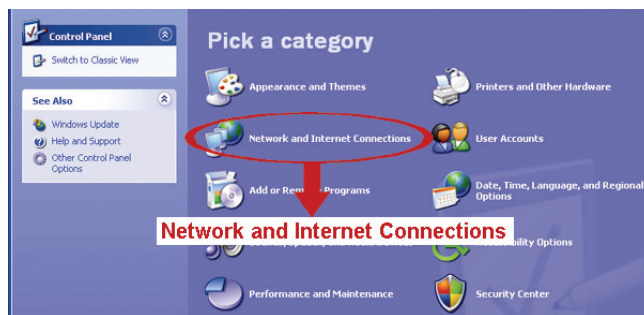 Control Panel
Switch to Classic View
See Also
Windows Update
Help and Support
Other Control Panel
Options
Pick a category
Appearance and Themes
Printers and Other Hardware
Network and Internet Connections
User Accounts
Add or Programs
Date, Time, Language, and Regional
Options
Network and Internet Connections
Options
Performance and Maintenance
Security Center